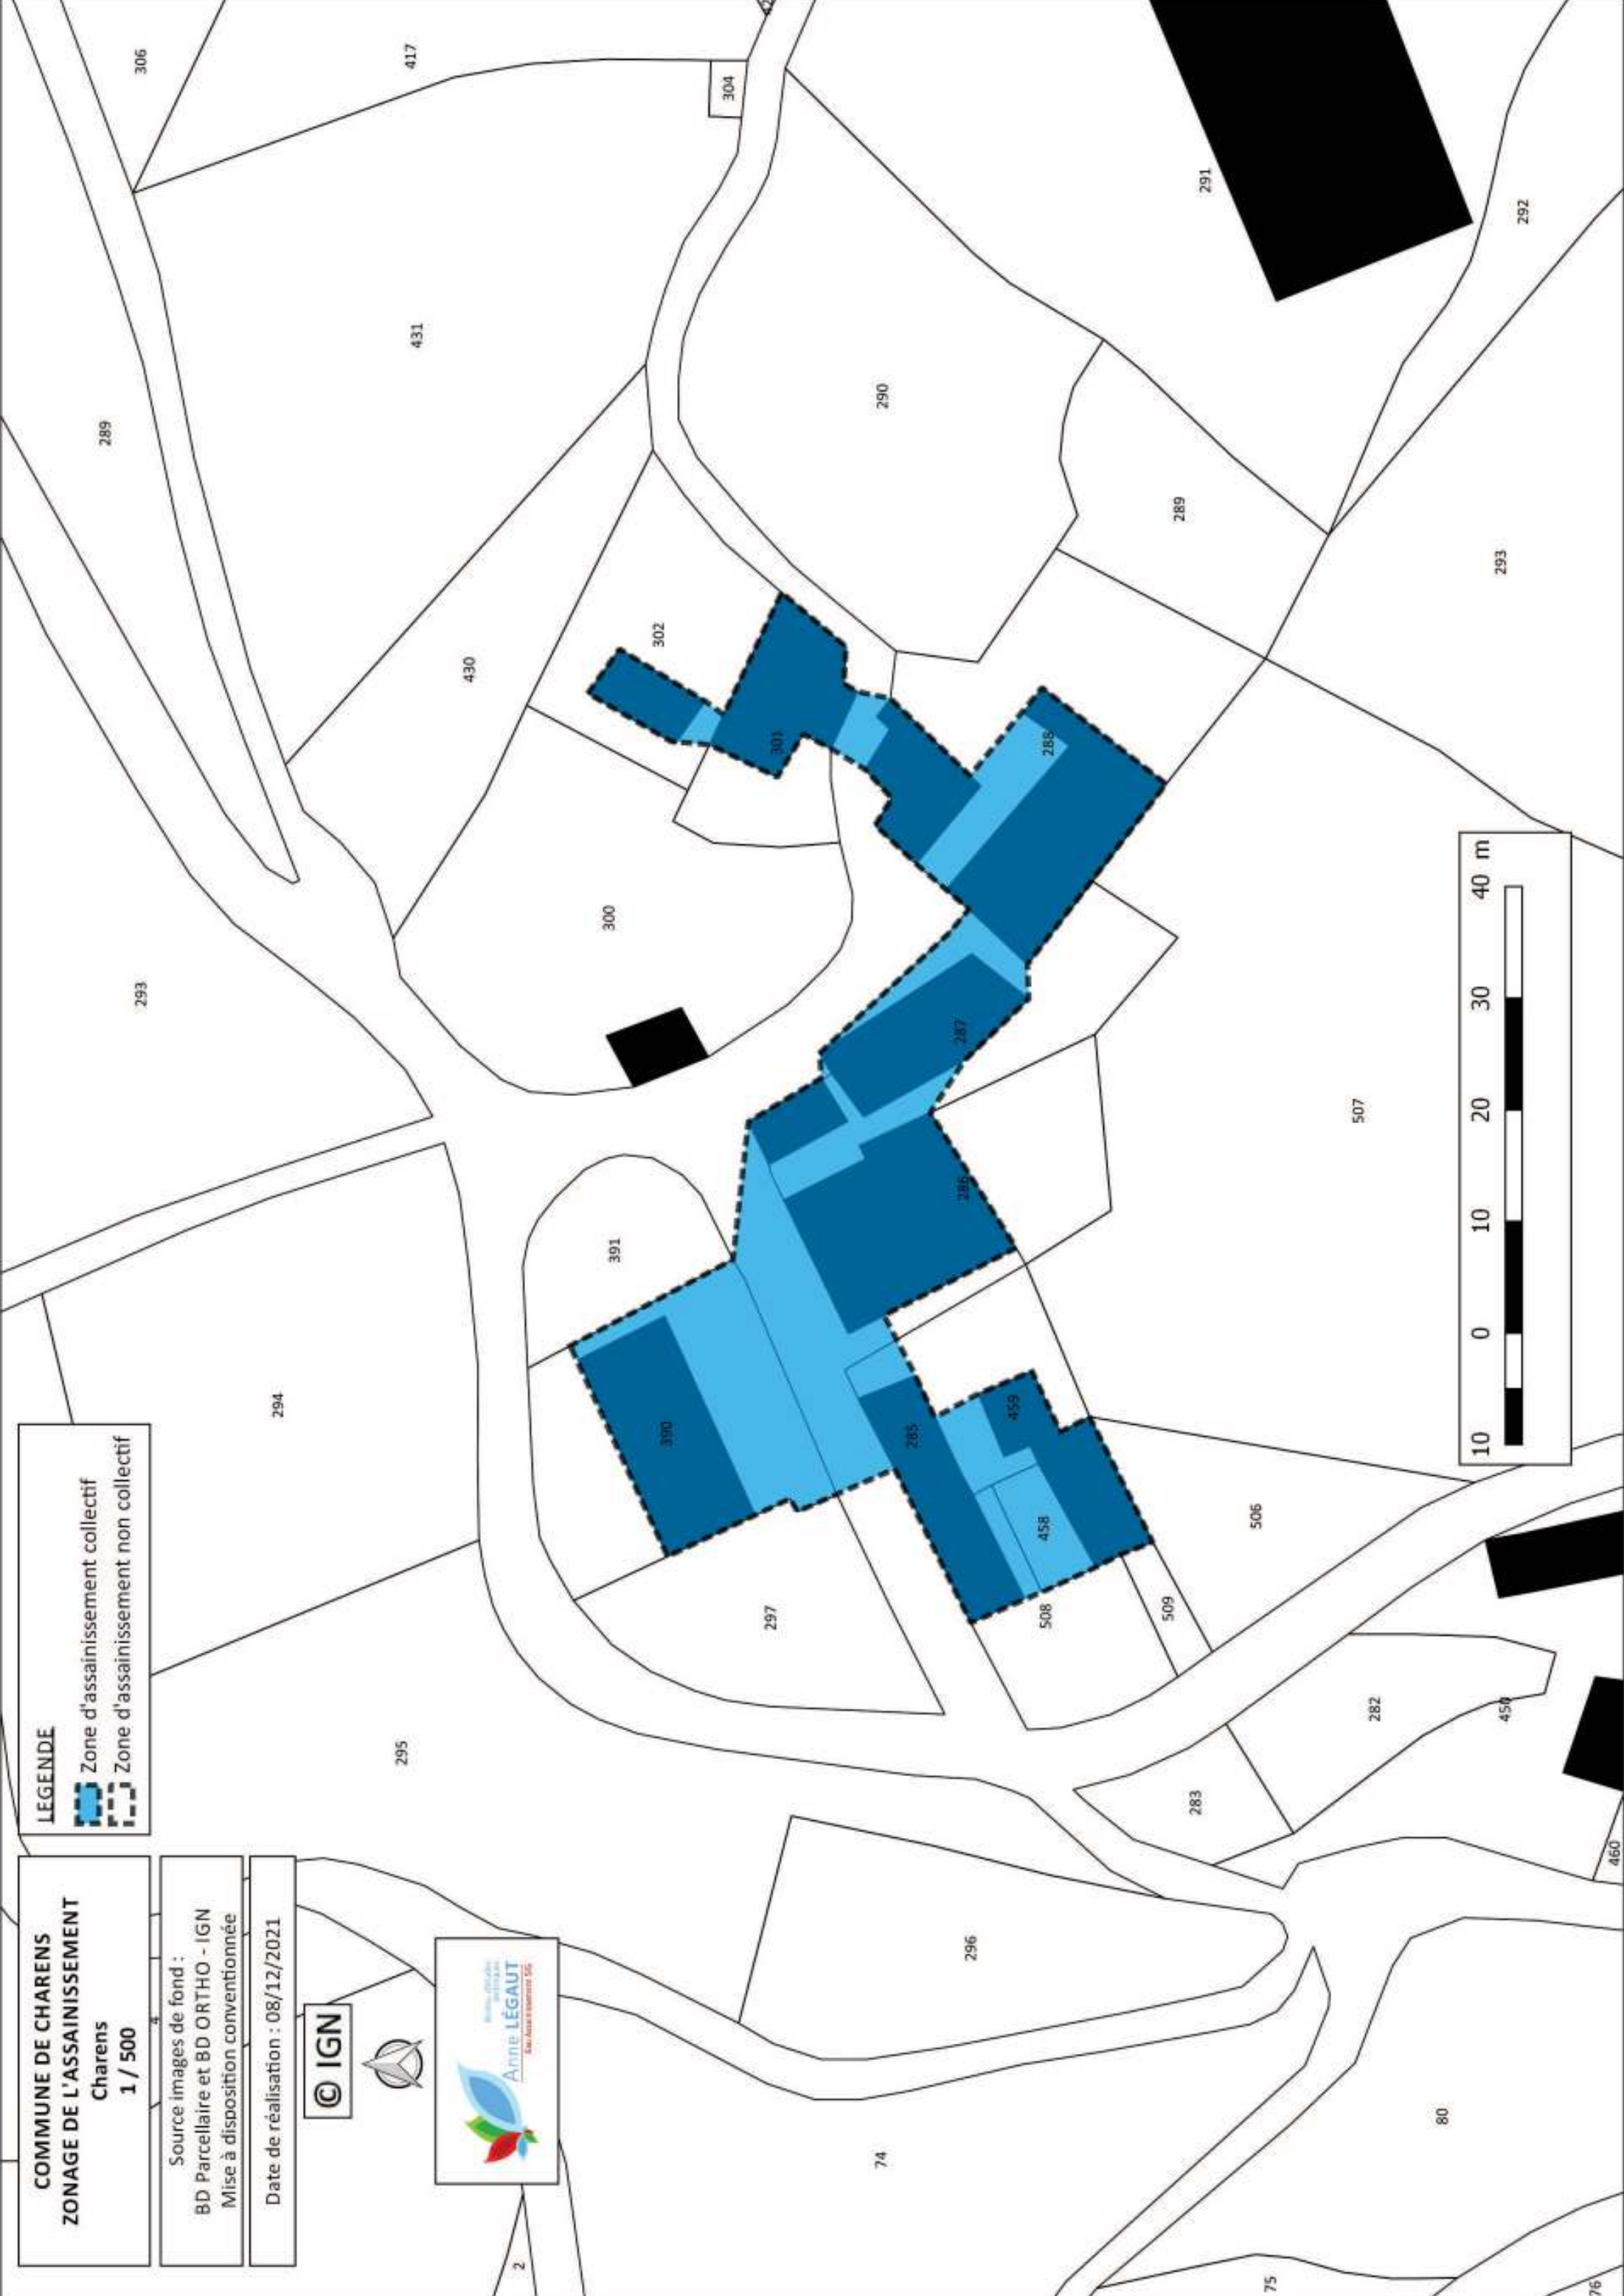 COMMUNE DE CHARENS
ZONAGE DE L'ASSAINISSEMENT
Charens
1 / 500
Source images de fond :
BD Parcellaire et BD ORTHO - IGN
Mise à disposition conventionnée
Date de réalisation : 08/12/2021
© IGN
Anne LÉGAUT
LEGENDE
Zone d'assainissement collectif
Zone d'assainissement non collectif
4
2
74
75
76
80
295
296
294
293
289
306
417
304
431
430
302
301
300
391
390
297
285
459
458
508
509
506
283
282
450
460
286
287
288
290
289
291
292
293
507
10 0 10 20 30 40 m